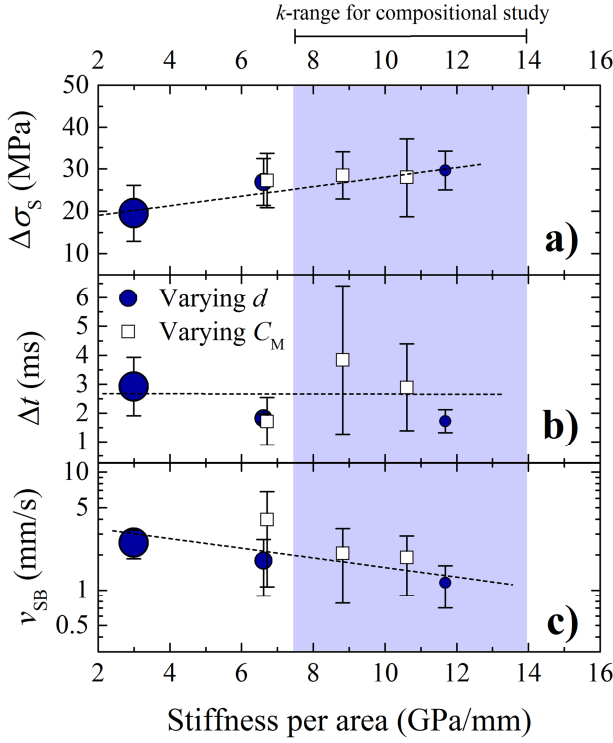 k-range for compositional study
2 4 6 8 10 12 14 16
50
40
30
20
10
ΔσS (MPa)
a)
Varying d
Varying CM
6
5
4
3
2
1
Δt (ms)
b)
10
1
0.5
vSB (mm/s)
c)
2 4 6 8 10 12 14 16
Stiffness per area (GPa/mm)